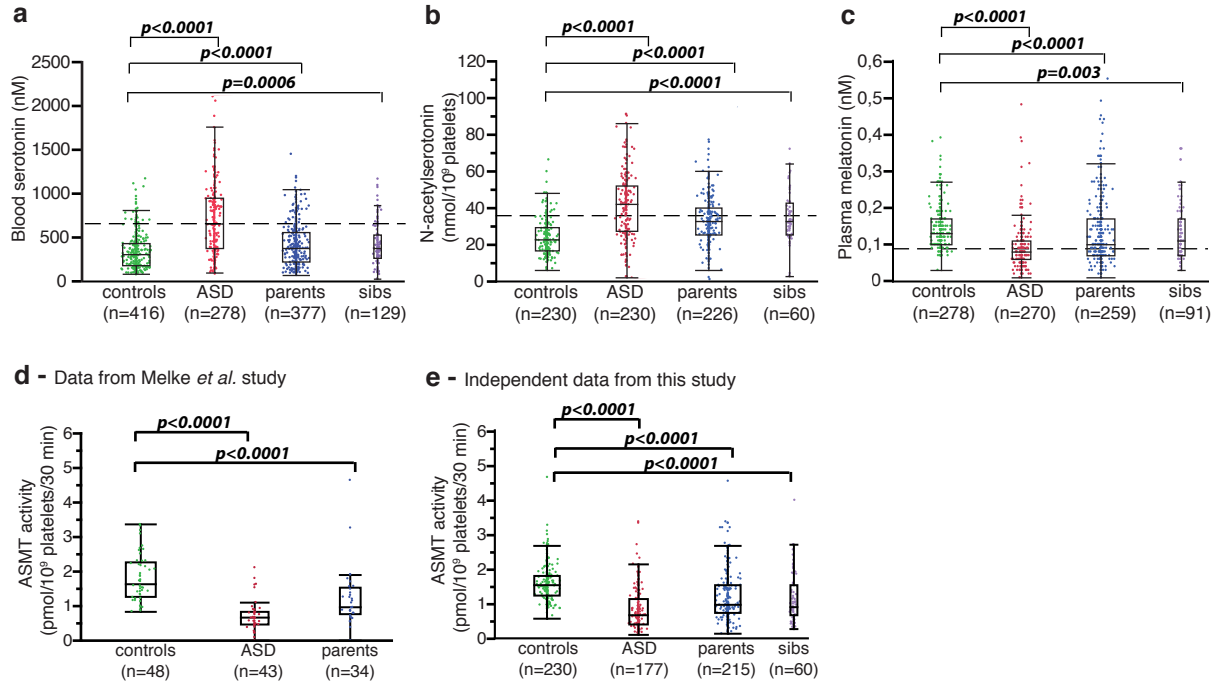 a
p<0.0001
p<0.0001
p=0.0006
Blood serotonin (nM)
2500
2000
1500
1000
500
0
controls ASD parents sibs
(n=416) (n=278) (n=377) (n=129)
b
p<0.0001
p<0.0001
p<0.0001
N-acetylserotonin
(nmol/10⁹ platelets)
120
100
80
60
40
20
0
controls ASD parents sibs
(n=230) (n=230) (n=226) (n=60)
c
p<0.0001
p<0.0001
p=0.003
Plasma melatonin (nM)
0,6
0,5
0,4
0,3
0,2
0,1
0
controls ASD parents sibs
(n=278) (n=270) (n=259) (n=91)
d - Data from Melke et al. study
p<0.0001
p<0.0001
ASMT activity
(pmol/10⁹ platelets/30 min)
6
5
4
3
2
1
0
controls ASD parents
(n=48) (n=43) (n=34)
e - Independent data from this study
p<0.0001
p<0.0001
p<0.0001
ASMT activity
(pmol/10⁹ platelets/30 min)
6
5
4
3
2
1
0
controls ASD parents sibs
(n=230) (n=177) (n=215) (n=60)